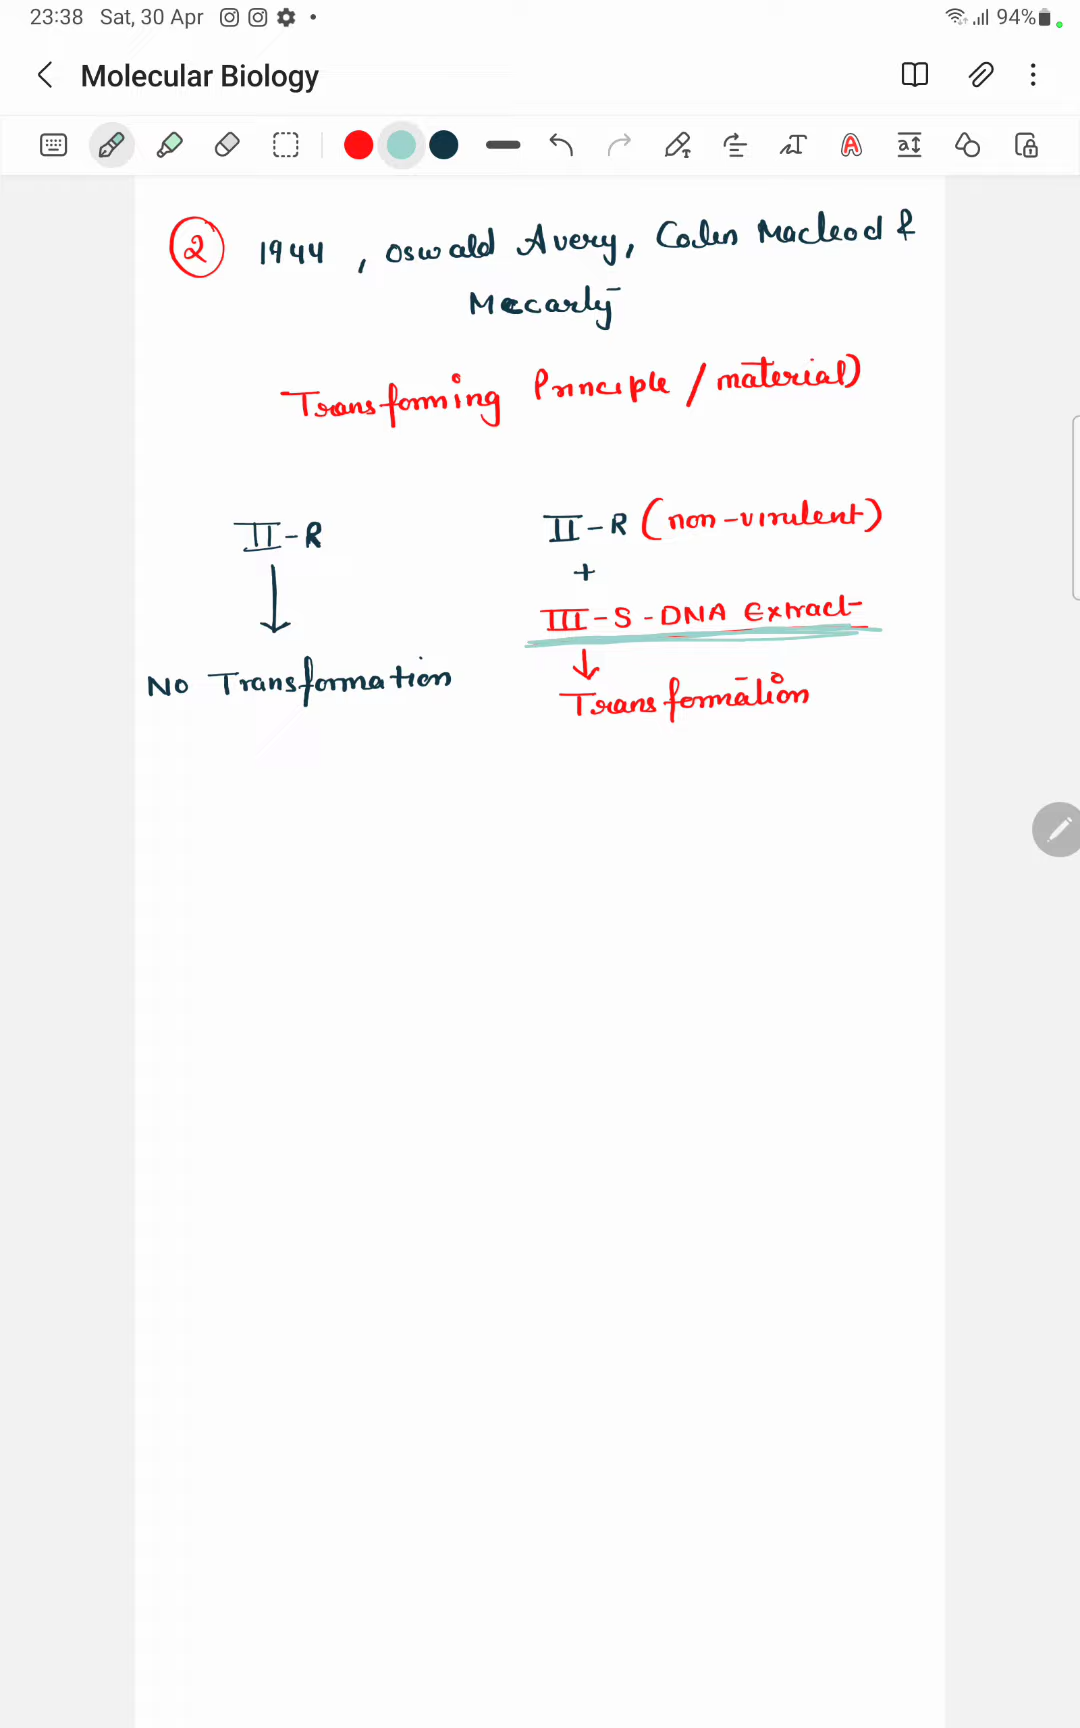 23:38 Sat, 30 Apr 94%
Molecular Biology
2 1944 , Oswald Avery, Colin Macleod &
Mccarty
Transforming Principle / material)
II-R II-R (non-virulent)
+
III-S-DNA Extract
No Transformation Transformation